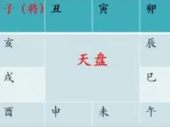 子（将） 丑 寅 卯
亥 辰
天盘
戌 巳
酉 申 未 午